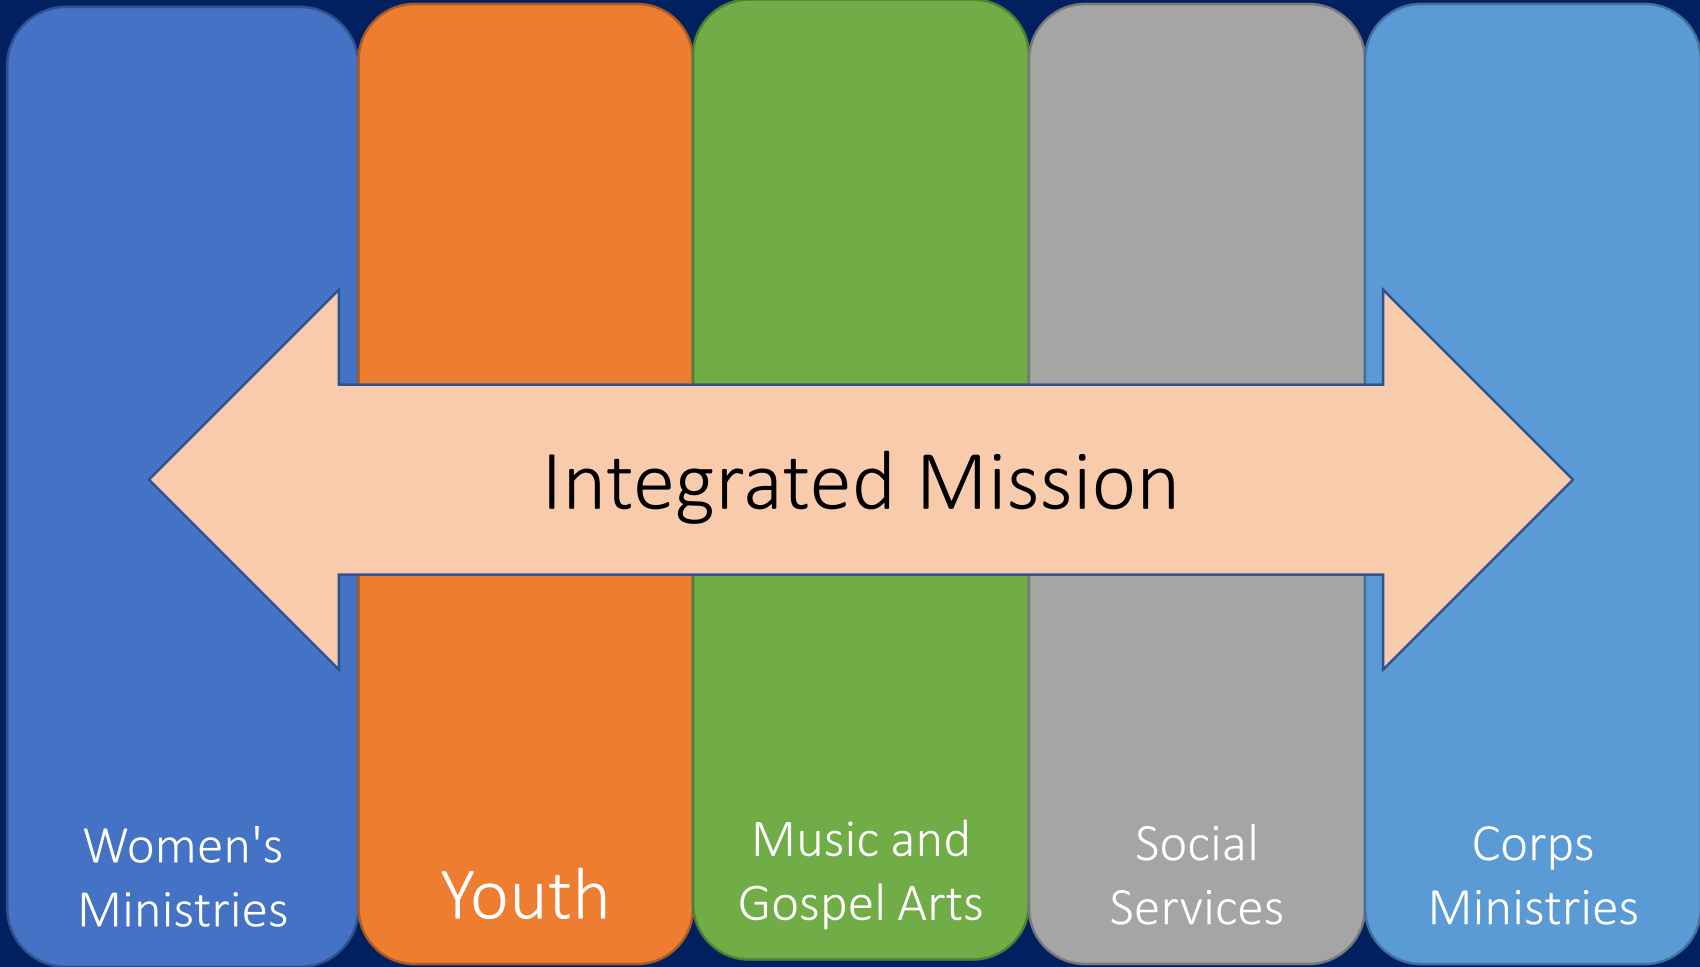 Integrated Mission
Women's
Ministries
Youth
Music and
Gospel Arts
Social
Services
Corps
Ministries